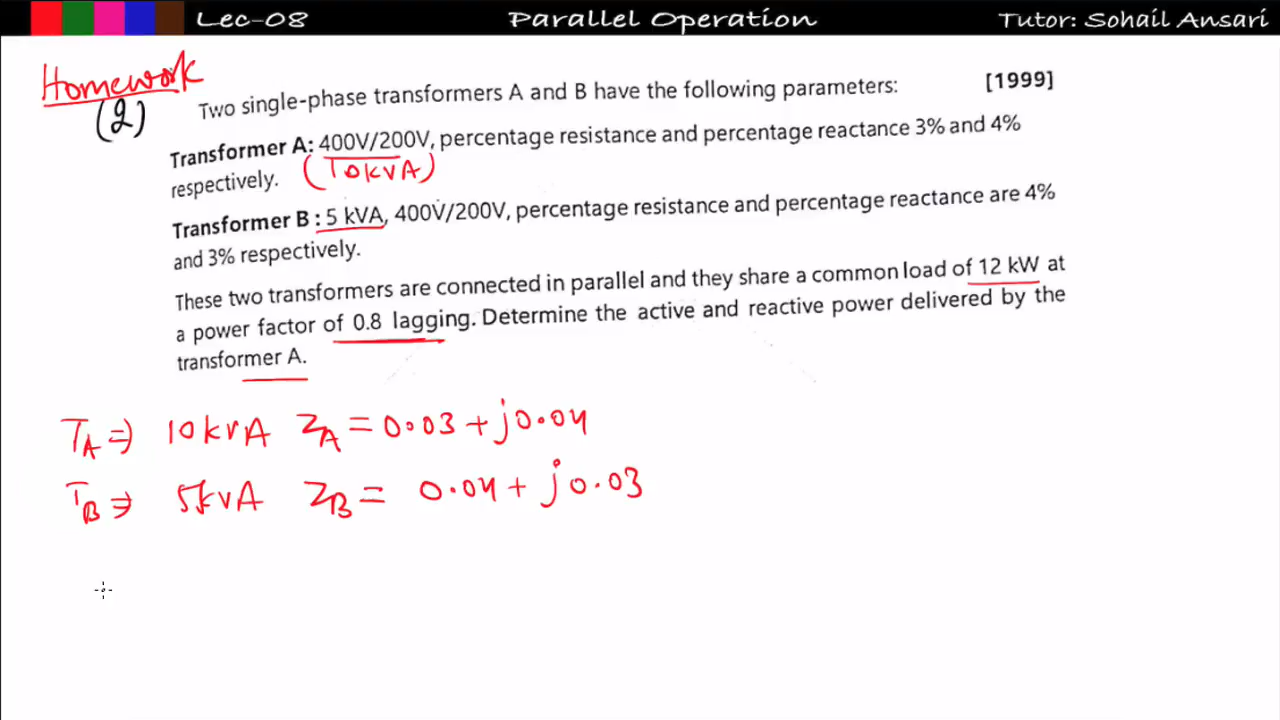 Lec-08 Parallel Operation Tutor: Sohail Ansari
Homework
(2) Two single-phase transformers A and B have the following parameters: [1999]
Transformer A: 400V/200V, percentage resistance and percentage reactance 3% and 4%
respectively. (10kVA)
Transformer B : 5 kVA, 400V/200V, percentage resistance and percentage reactance are 4%
and 3% respectively.
These two transformers are connected in parallel and they share a common load of 12 kW at
a power factor of 0.8 lagging. Determine the active and reactive power delivered by the
transformer A.
TA ⇒ 10kVA ZA = 0.03 + j0.04
TB ⇒ 5kVA ZB = 0.04 + j0.03